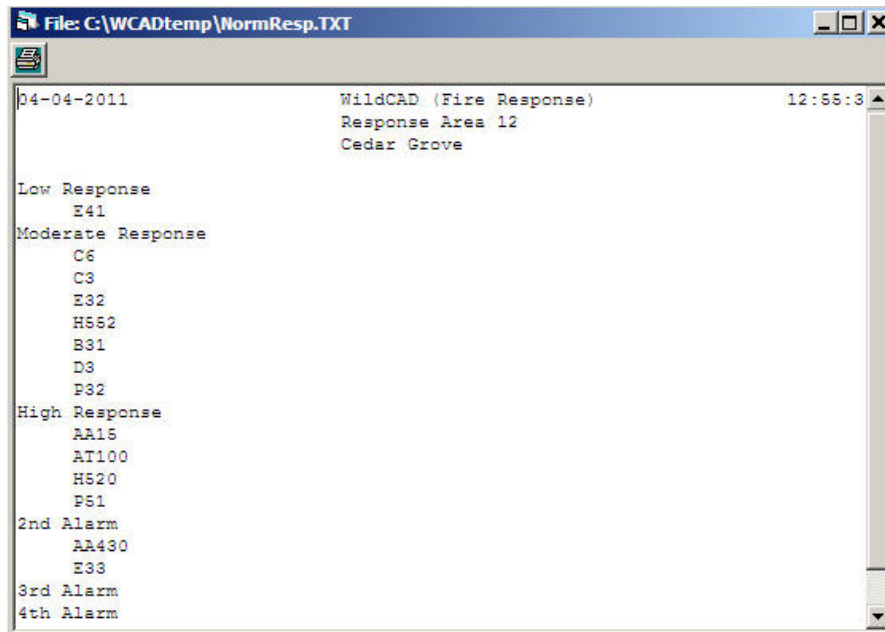 File: C:\WCADtemp\NormResp.TXT
04-04-2011 WildCAD (Fire Response) 12:55:3
Response Area 12
Cedar Grove
Low Response
E41
Moderate Response
C6
C3
E32
H552
B31
D3
P32
High Response
AA15
AT100
H520
P51
2nd Alarm
AA430
E33
3rd Alarm
4th Alarm